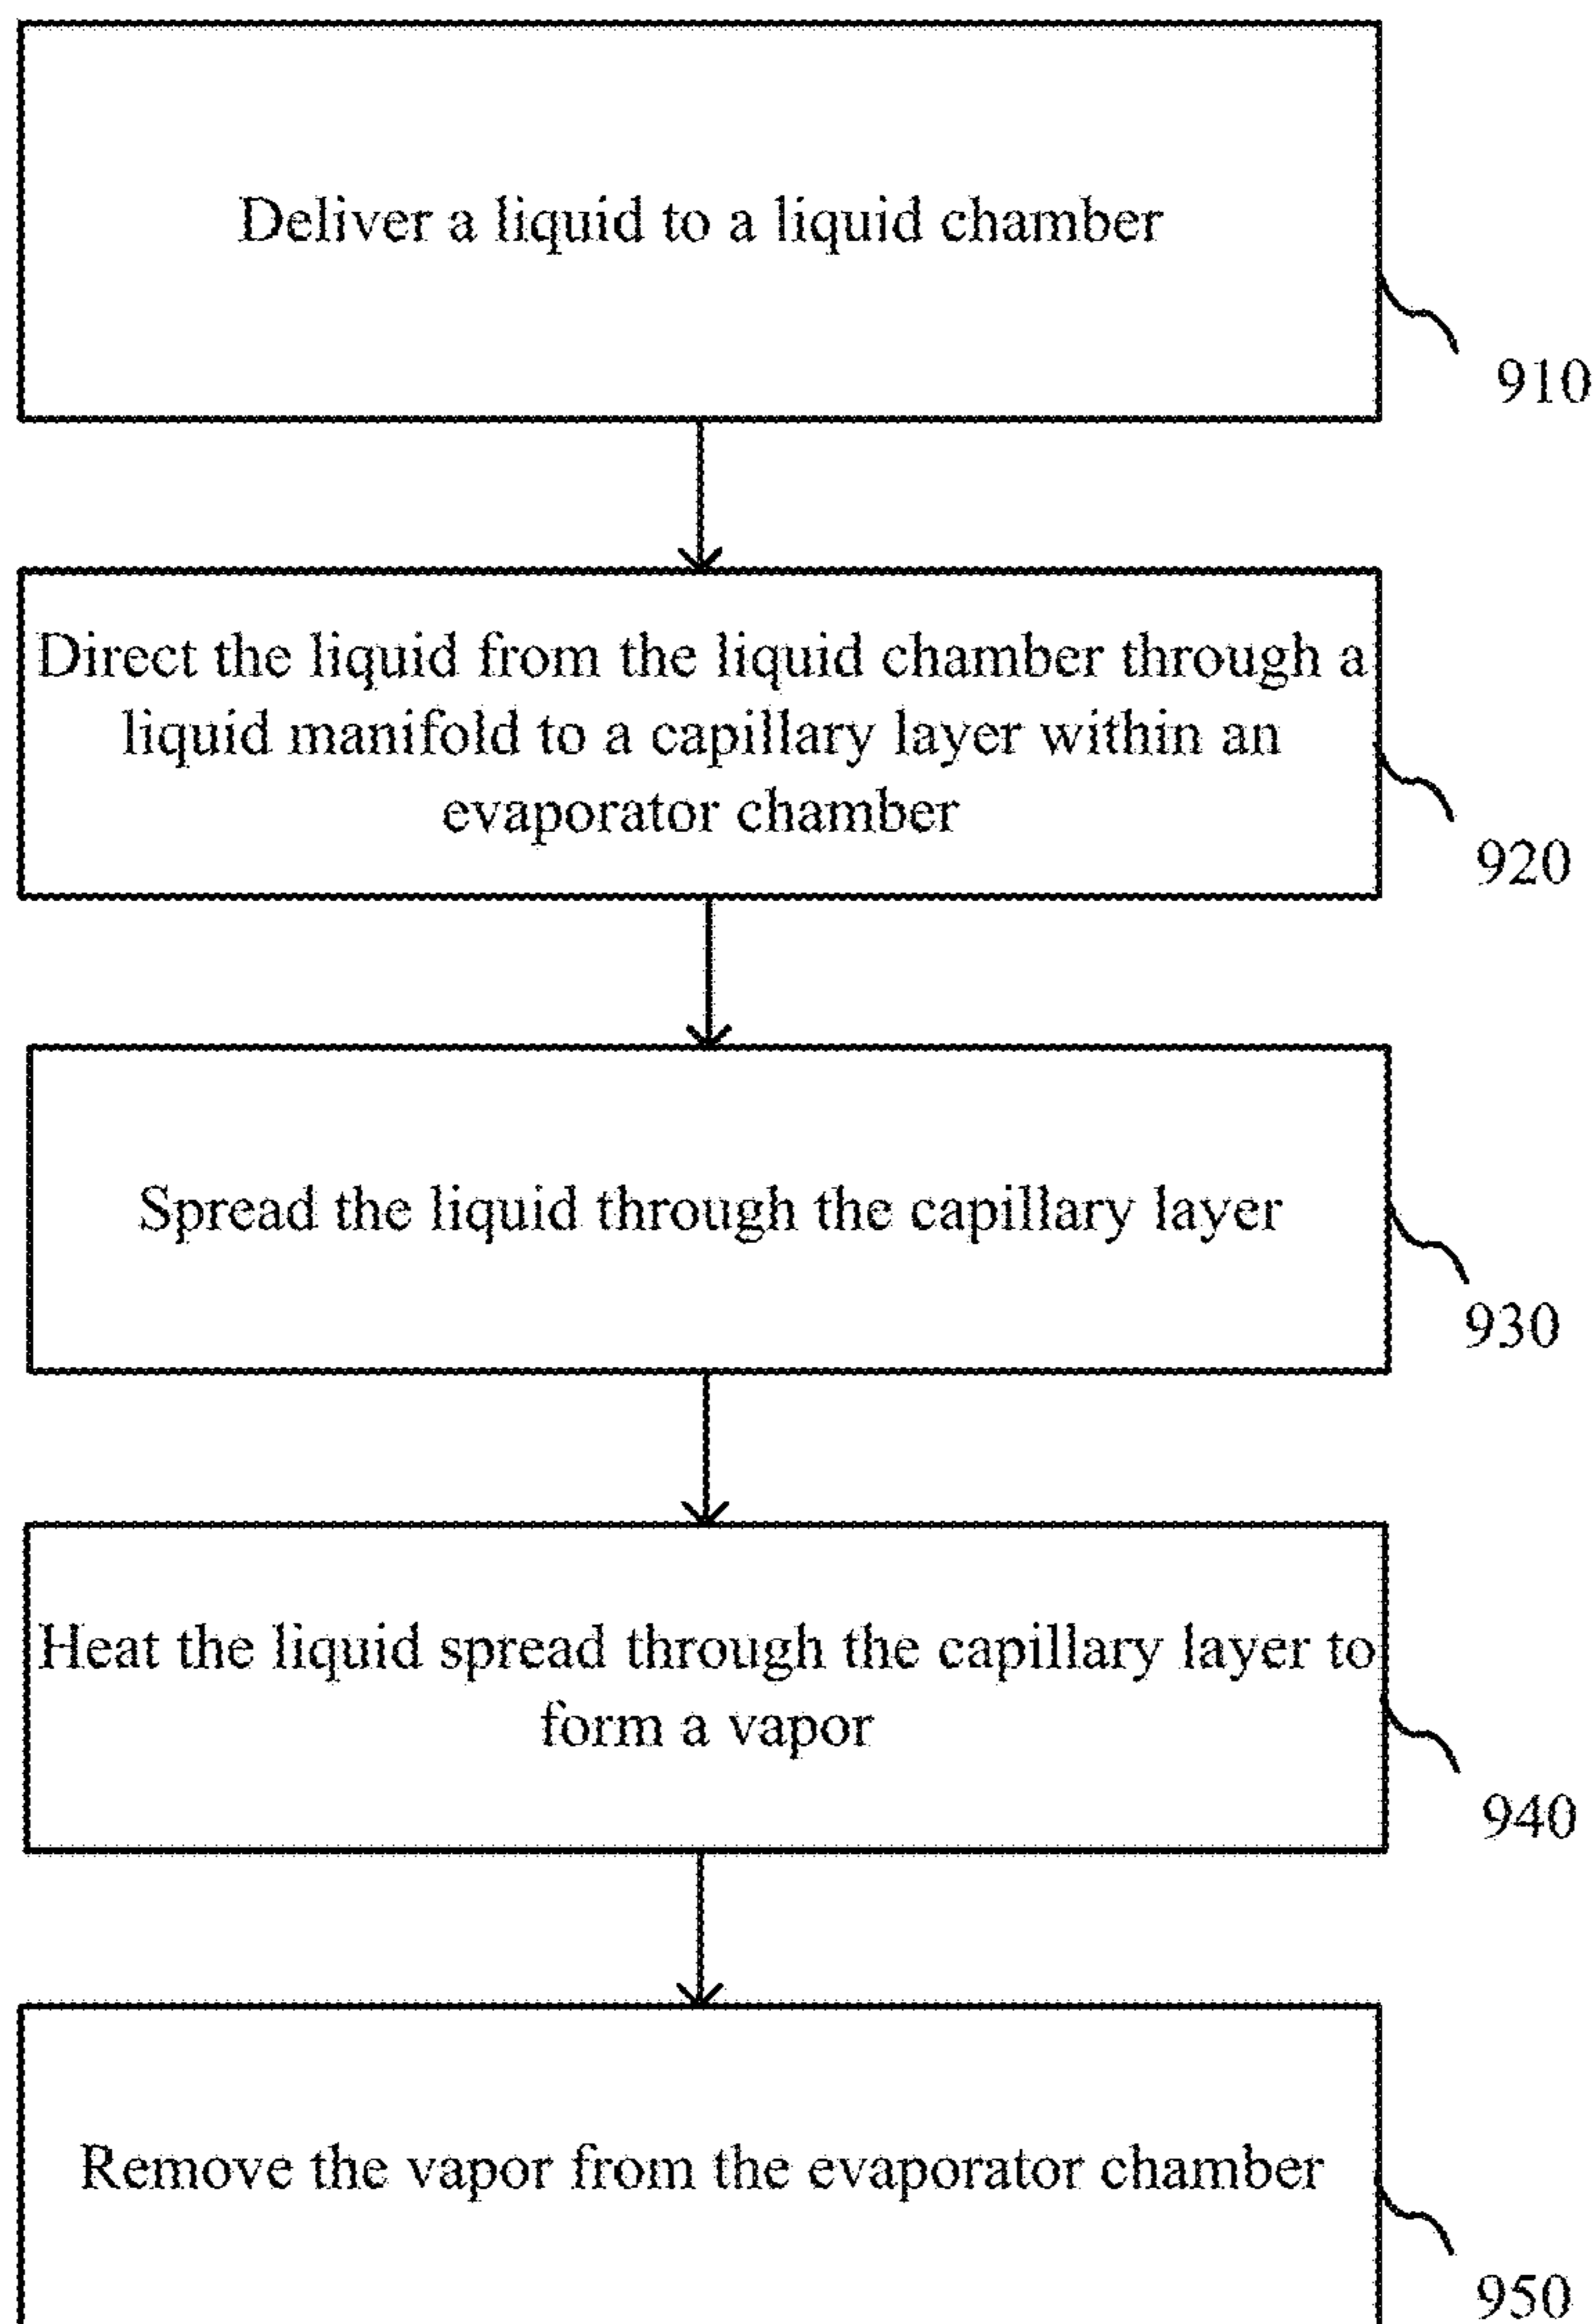 Deliver a liquid to a liquid chamber
910
Direct the liquid from the liquid chamber through a
liquid manifold to a capillary layer within an
evaporator chamber
920
Spread the liquid through the capillary layer
930
Heat the liquid spread through the capillary layer to
form a vapor
940
Remove the vapor from the evaporator chamber
950